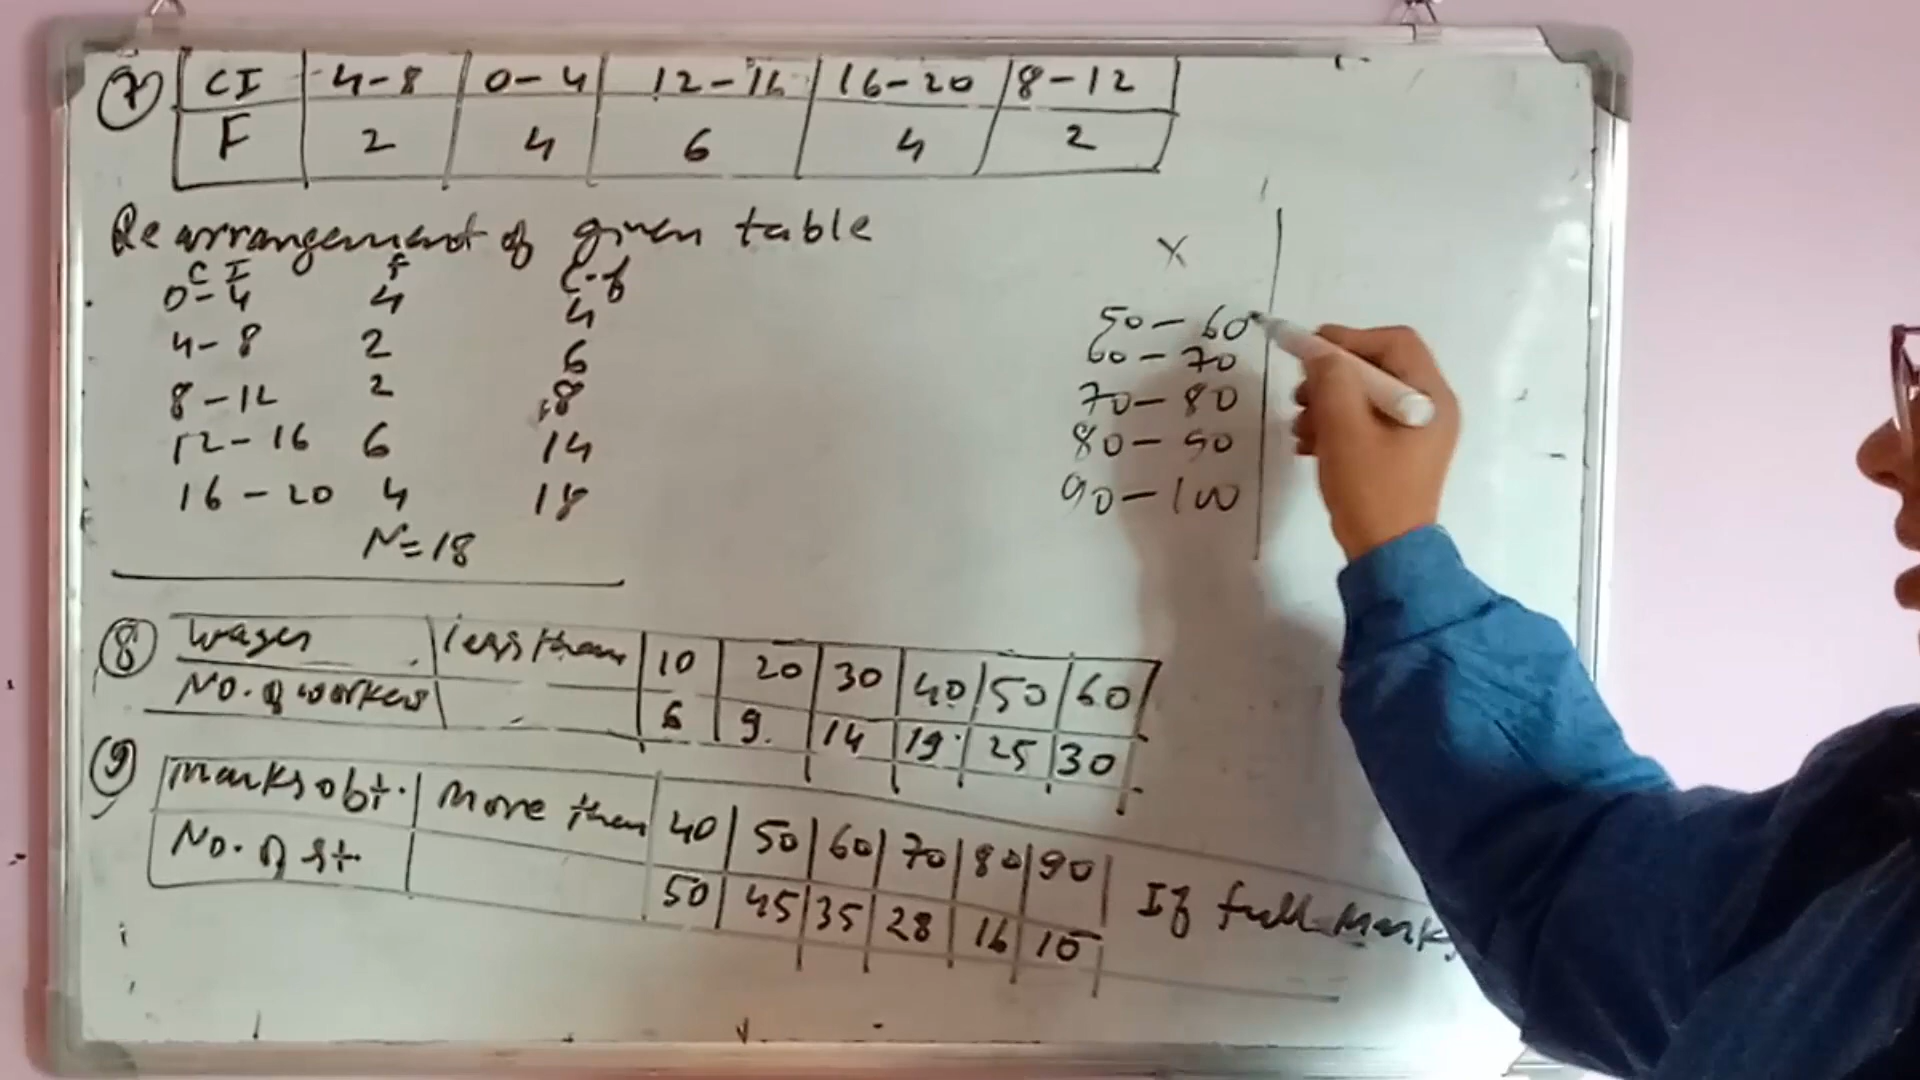 7 CI 4-8 0-4 12-16 16-20 8-12
F 2 4 6 4 2
Rearrangement of given table
CI F C.f
0-4 4 4
4-8 2 6
8-12 2 8
12-16 6 14
16-20 4 18
N=18
X
50-60
60-70
70-80
80-90
90-100
8 Wages less than 10 20 30 40 50 60
No. of workers 6 9 14 19 25 30
9 Marks obt. More than 40 50 60 70 80 90 If full mark
No. of st. 50 45 35 28 16 10